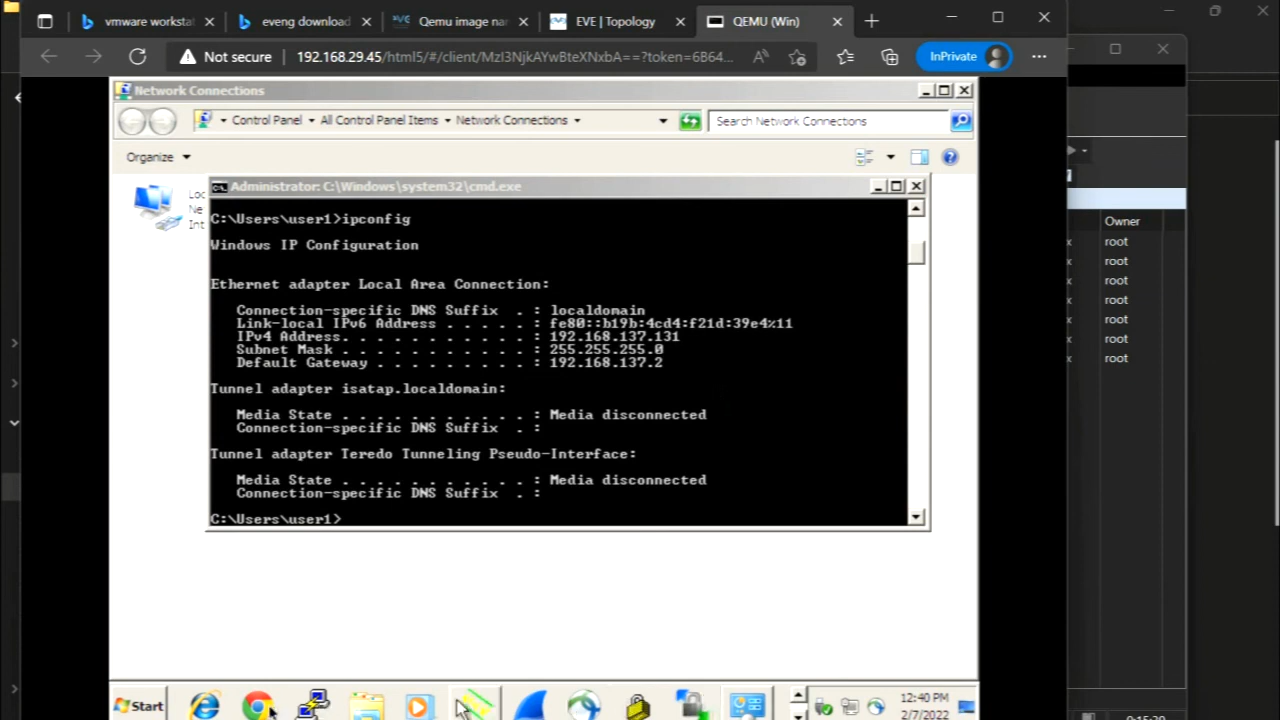 vmware workstat
eveng download
Qemu image nar
EVE | Topology
QEMU (Win)
Not secure
192.168.29.45/html5/#/client/MzI3NjkAYwBteXNxbA==?token=6B64...
InPrivate
Network Connections
Control Panel
All Control Panel Items
Network Connections
Search Network Connections
Organize
Loc
Ne
Int
Administrator: C:\Windows\system32\cmd.exe
C:\Users\user1>ipconfig
Windows IP Configuration
Ethernet adapter Local Area Connection:
Connection-specific DNS Suffix . : localdomain
Link-local IPv6 Address . . . . . : fe80::b19b:4cd4:f21d:39e4%11
IPv4 Address. . . . . . . . . . . : 192.168.137.131
Subnet Mask . . . . . . . . . . . : 255.255.255.0
Default Gateway . . . . . . . . . : 192.168.137.2
Tunnel adapter isatap.localdomain:
Media State . . . . . . . . . . . : Media disconnected
Connection-specific DNS Suffix . :
Tunnel adapter Teredo Tunneling Pseudo-Interface:
Media State . . . . . . . . . . . : Media disconnected
Connection-specific DNS Suffix . :
C:\Users\user1>
Owner
x root
x root
x root
x root
x root
x root
x root
Start
12:40 PM
2/7/2022